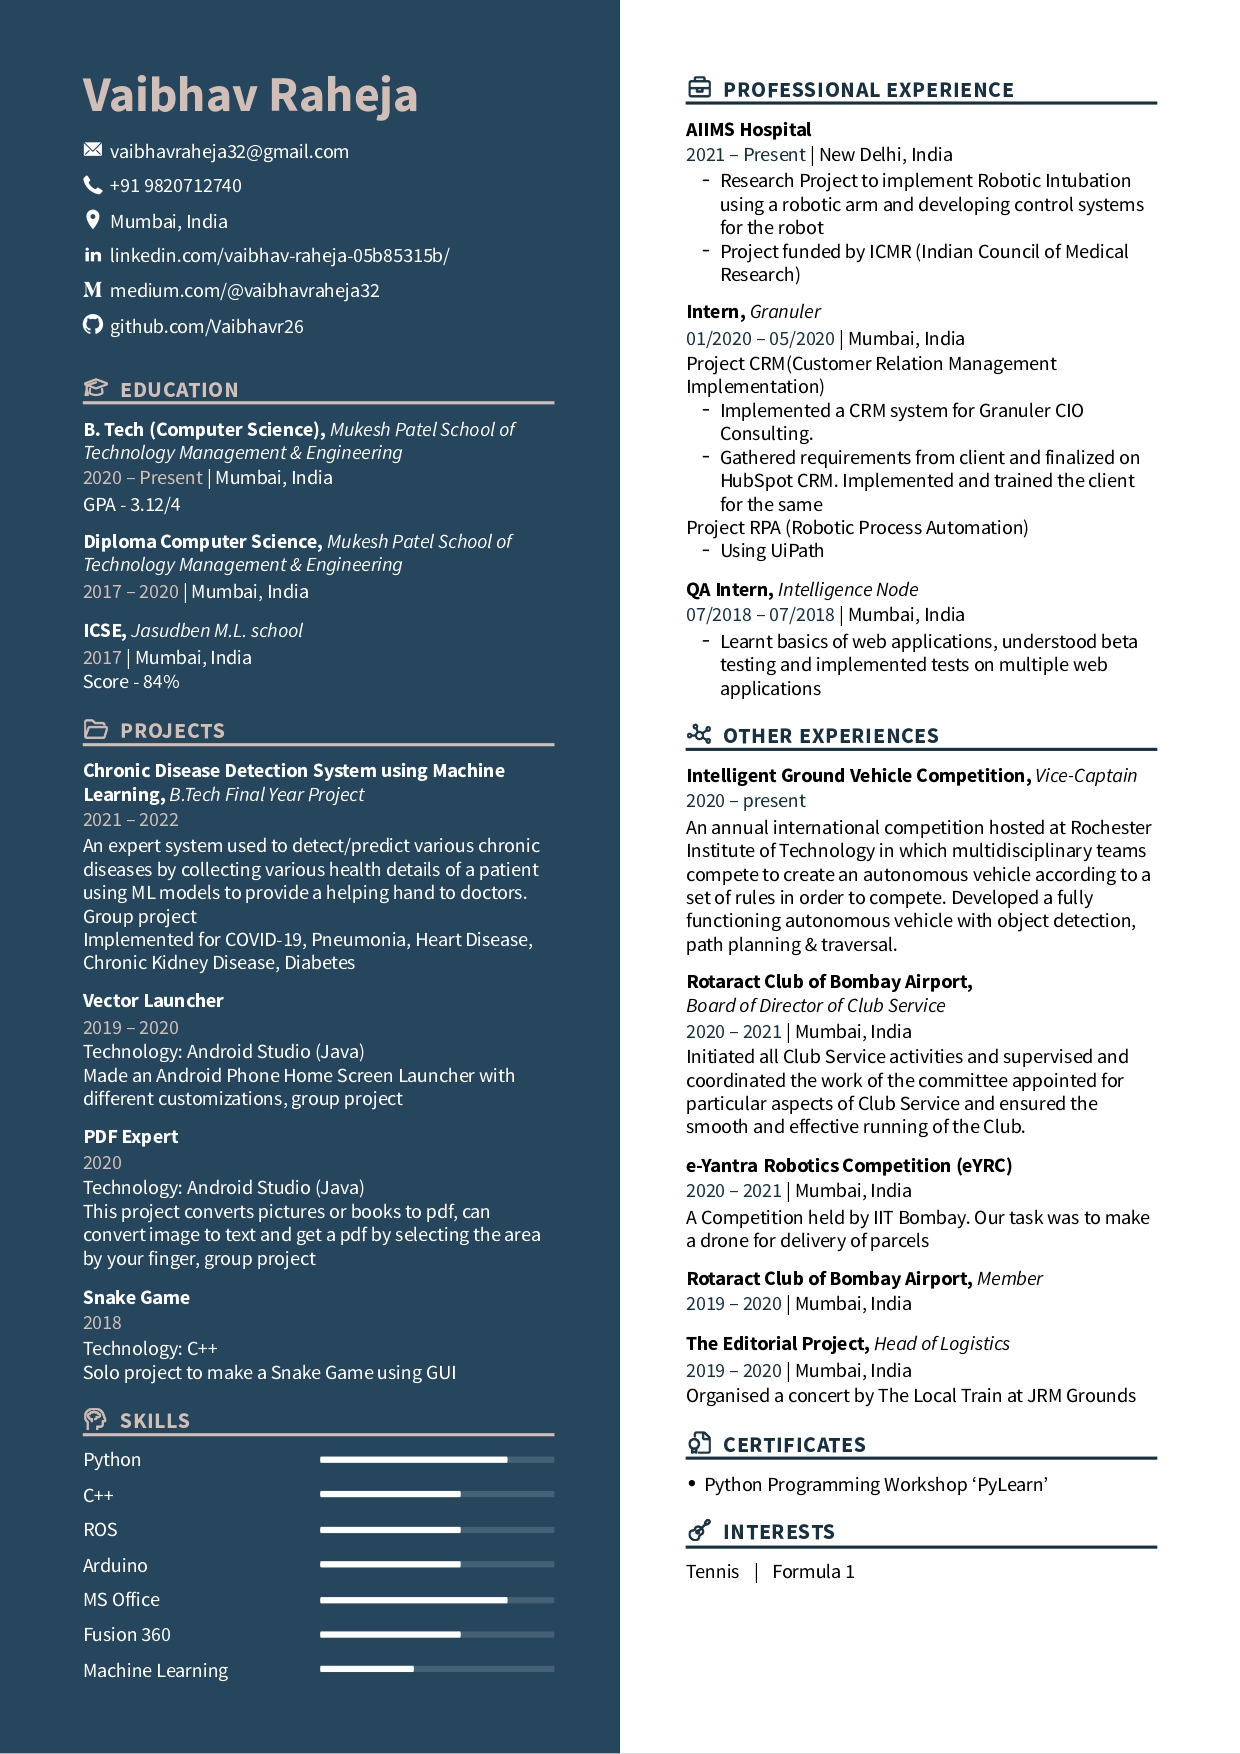 Vaibhav Raheja
vaibhavraheja32@gmail.com
+91 9820712740
Mumbai, India
linkedin.com/vaibhav-raheja-05b85315b/
medium.com/@vaibhavraheja32
github.com/Vaibhavr26
EDUCATION
B. Tech (Computer Science), Mukesh Patel School of
Technology Management & Engineering
2020 – Present | Mumbai, India
GPA - 3.12/4
Diploma Computer Science, Mukesh Patel School of
Technology Management & Engineering
2017 – 2020 | Mumbai, India
ICSE, Jasudben M.L. school
2017 | Mumbai, India
Score - 84%
PROJECTS
Chronic Disease Detection System using Machine
Learning, B.Tech Final Year Project
2021 – 2022
An expert system used to detect/predict various chronic
diseases by collecting various health details of a patient
using ML models to provide a helping hand to doctors.
Group project
Implemented for COVID-19, Pneumonia, Heart Disease,
Chronic Kidney Disease, Diabetes
Vector Launcher
2019 – 2020
Technology: Android Studio (Java)
Made an Android Phone Home Screen Launcher with
different customizations, group project
PDF Expert
2020
Technology: Android Studio (Java)
This project converts pictures or books to pdf, can
convert image to text and get a pdf by selecting the area
by your finger, group project
Snake Game
2018
Technology: C++
Solo project to make a Snake Game using GUI
SKILLS
Python
C++
ROS
Arduino
MS Office
Fusion 360
Machine Learning
PROFESSIONAL EXPERIENCE
AIIMS Hospital
2021 – Present | New Delhi, India
- Research Project to implement Robotic Intubation
using a robotic arm and developing control systems
for the robot
- Project funded by ICMR (Indian Council of Medical
Research)
Intern, Granuler
01/2020 – 05/2020 | Mumbai, India
Project CRM(Customer Relation Management
Implementation)
- Implemented a CRM system for Granuler CIO
Consulting.
- Gathered requirements from client and finalized on
HubSpot CRM. Implemented and trained the client
for the same
Project RPA (Robotic Process Automation)
- Using UiPath
QA Intern, Intelligence Node
07/2018 – 07/2018 | Mumbai, India
- Learnt basics of web applications, understood beta
testing and implemented tests on multiple web
applications
OTHER EXPERIENCES
Intelligent Ground Vehicle Competition, Vice-Captain
2020 – present
An annual international competition hosted at Rochester
Institute of Technology in which multidisciplinary teams
compete to create an autonomous vehicle according to a
set of rules in order to compete. Developed a fully
functioning autonomous vehicle with object detection,
path planning & traversal.
Rotaract Club of Bombay Airport,
Board of Director of Club Service
2020 – 2021 | Mumbai, India
Initiated all Club Service activities and supervised and
coordinated the work of the committee appointed for
particular aspects of Club Service and ensured the
smooth and effective running of the Club.
e-Yantra Robotics Competition (eYRC)
2020 – 2021 | Mumbai, India
A Competition held by IIT Bombay. Our task was to make
a drone for delivery of parcels
Rotaract Club of Bombay Airport, Member
2019 – 2020 | Mumbai, India
The Editorial Project, Head of Logistics
2019 – 2020 | Mumbai, India
Organised a concert by The Local Train at JRM Grounds
CERTIFICATES
• Python Programming Workshop ‘PyLearn’
INTERESTS
Tennis | Formula 1